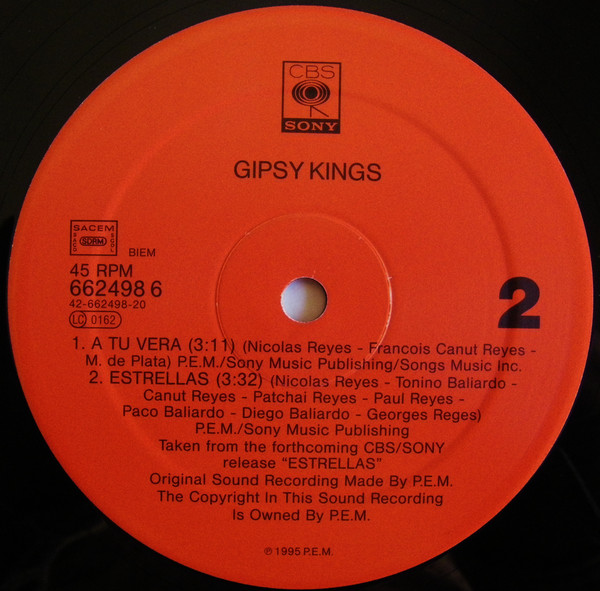 CBS
SONY
GIPSY KINGS
SACEM
SACD SDRM SGDL
BIEM
45 RPM
662498 6
42-662498-20
LC 0162
2
1. A TU VERA (3:11) (Nicolas Reyes - Francois Canut Reyes -
M. de Plata) P.E.M./Sony Music Publishing/Songs Music Inc.
2. ESTRELLAS (3:32) (Nicolas Reyes - Tonino Baliardo -
Canut Reyes - Patchai Reyes - Paul Reyes -
Paco Baliardo - Diego Baliardo - Georges Reges)
P.E.M./Sony Music Publishing
Taken from the forthcoming CBS/SONY
release "ESTRELLAS"
Original Sound Recording Made By P.E.M.
The Copyright In This Sound Recording
Is Owned By P.E.M.
℗ 1995 P.E.M.